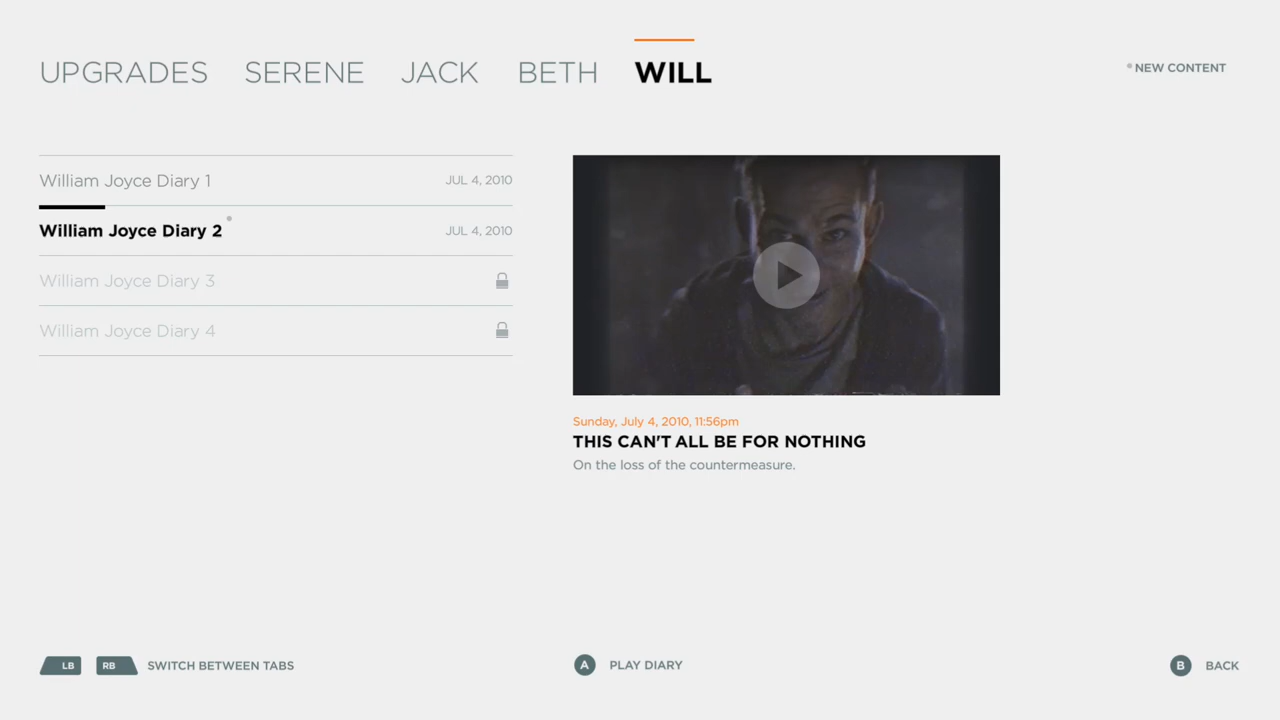 UPGRADES SERENE JACK BETH WILL
NEW CONTENT
William Joyce Diary 1 JUL 4, 2010
William Joyce Diary 2 JUL 4, 2010
William Joyce Diary 3
William Joyce Diary 4
Sunday, July 4, 2010, 11:56pm
THIS CAN'T ALL BE FOR NOTHING
On the loss of the countermeasure.
LB RB SWITCH BETWEEN TABS
A PLAY DIARY
B BACK